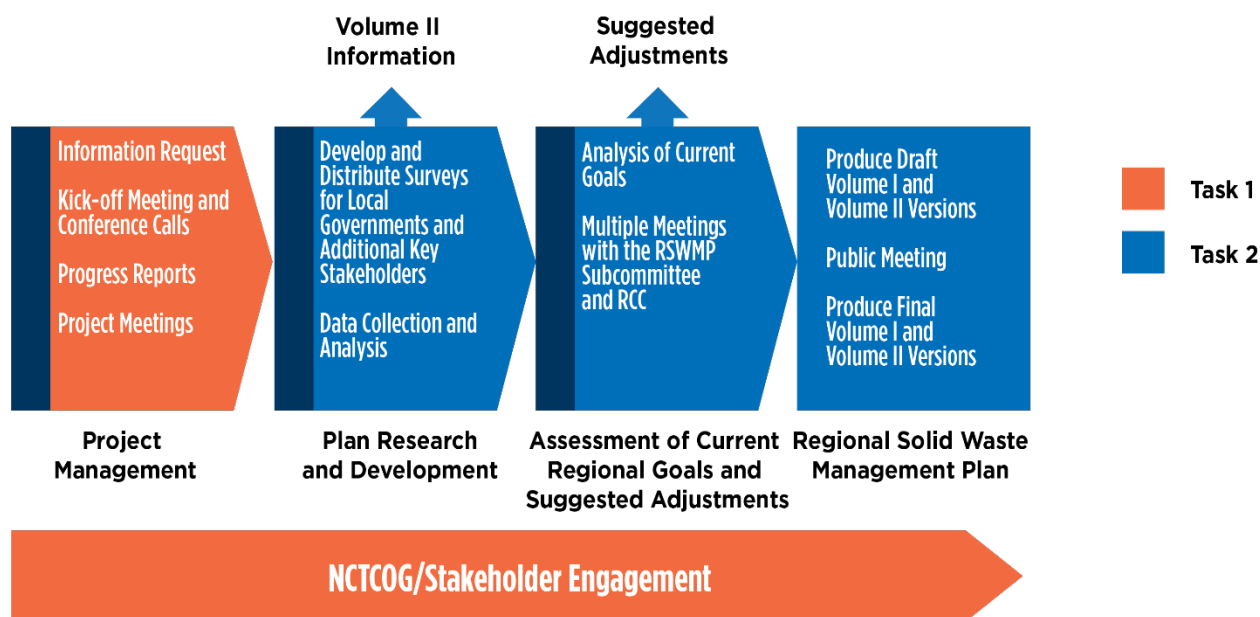 Volume II
Information
Suggested
Adjustments
Information Request
Kick-off Meeting and
Conference Calls
Progress Reports
Project Meetings
Develop and
Distribute Surveys
for Local
Governments and
Additional Key
Stakeholders
Data Collection and
Analysis
Analysis of Current
Goals
Multiple Meetings
with the RSWMP
Subcommittee
and RCC
Produce Draft
Volume I and
Volume II Versions
Public Meeting
Produce Final
Volume I and
Volume II Versions
Task 1
Task 2
Project
Management
Plan Research
and Development
Assessment of Current
Regional Goals and
Suggested Adjustments
Regional Solid Waste
Management Plan
NCTCOG/Stakeholder Engagement